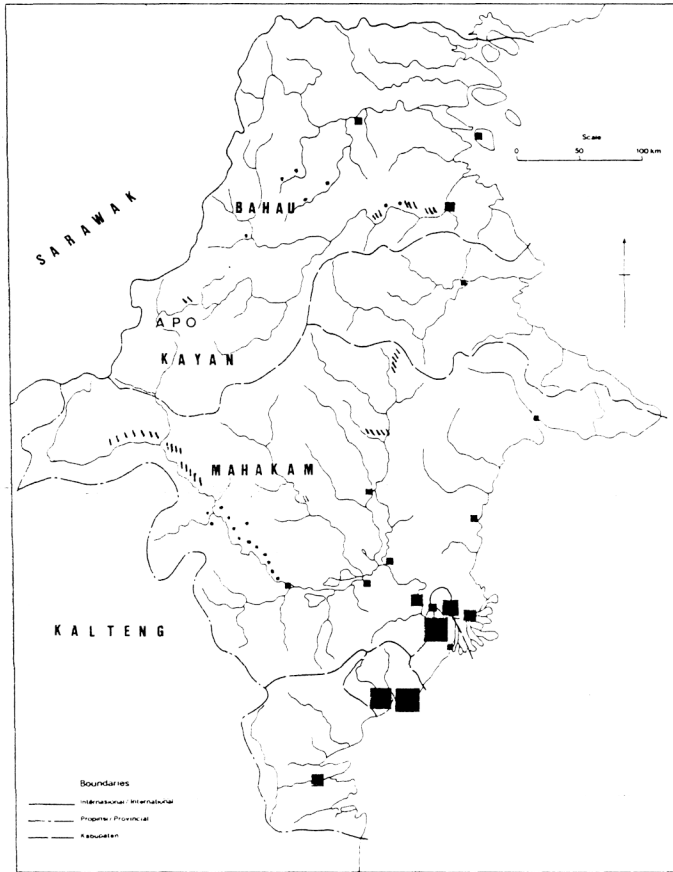 Scale
0 50 100 km
SARAWAK
BAHAU
APO
KAYAN
MAHAKAM
KALTENG
Boundaries
Internasional / International
Propinsi / Provincial
Kabupaten